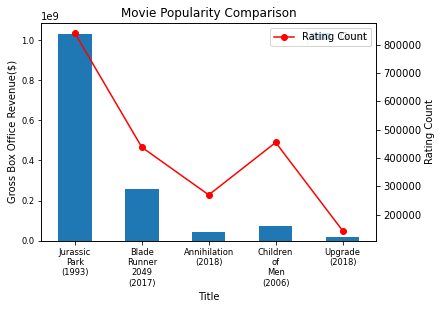 Movie Popularity Comparison
1e9
Rating Count
1.0
0.8
0.6
0.4
0.2
0.0
Gross Box Office Revenue($)
800000
700000
600000
500000
400000
300000
200000
Rating Count
Jurassic
Park
(1993)
Blade
Runner
2049
(2017)
Annihilation
(2018)
Children
of
Men
(2006)
Upgrade
(2018)
Title